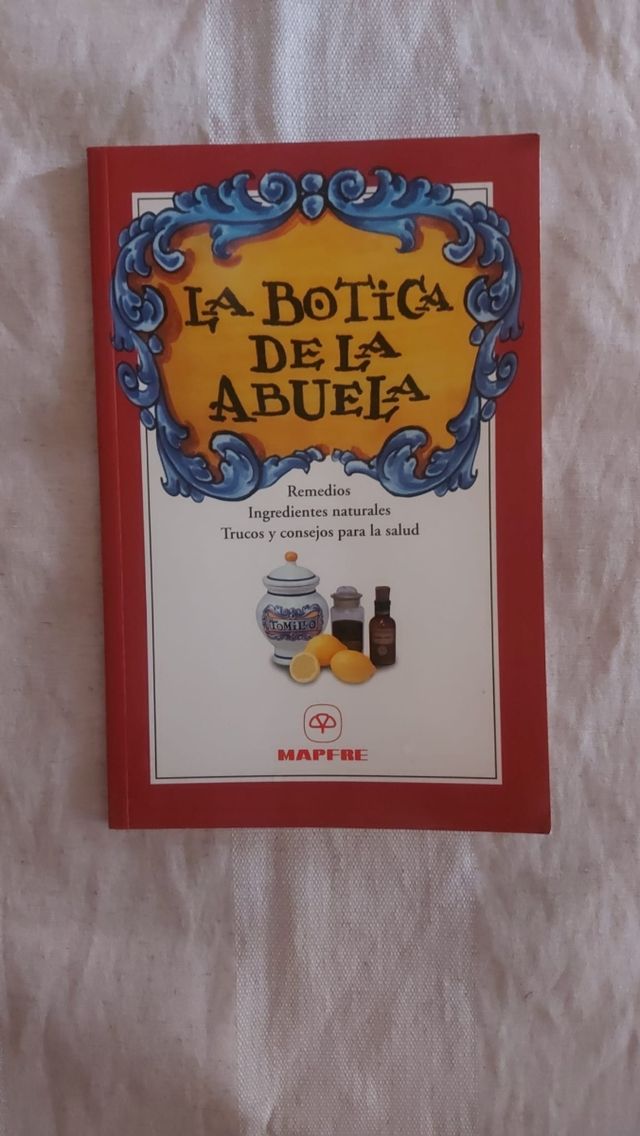 LA BOTiCA
DE LA
ABUELA
Remedios
Ingredientes naturales
Trucos y consejos para la salud
ToMiLLO
MAPFRE